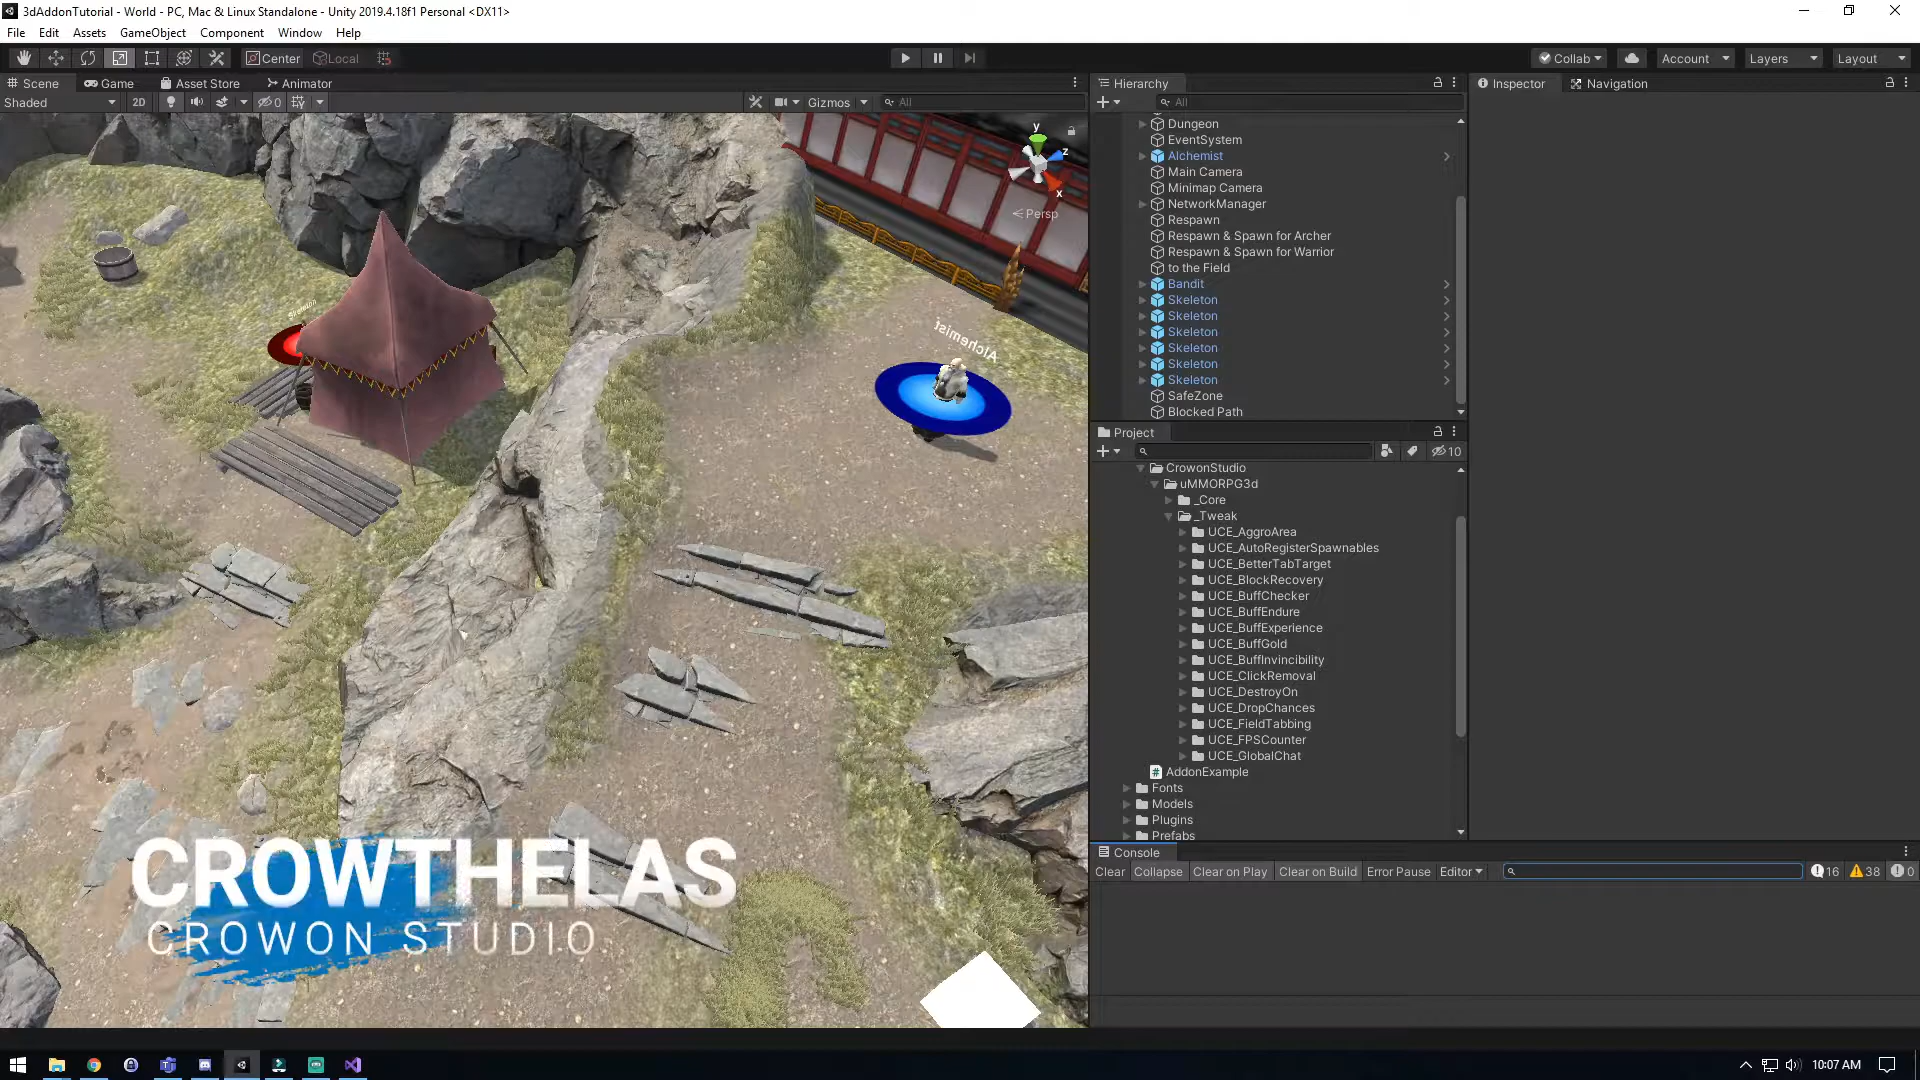 3dAddonTutorial - World - PC, Mac & Linux Standalone - Unity 2019.4.18f1 Personal <DX11>
File Edit Assets GameObject Component Window Help
Center Local
Collab Account Layers Layout
Scene Game Asset Store Animator
Shaded 2D 0 Gizmos All
y
z
x
Persp
Skeleton
Alchemist
CROWTHELAS
CROWON STUDIO
Hierarchy
All
Dungeon
EventSystem
Alchemist
Main Camera
Minimap Camera
NetworkManager
Respawn
Respawn & Spawn for Archer
Respawn & Spawn for Warrior
to the Field
Bandit
Skeleton
Skeleton
Skeleton
Skeleton
Skeleton
Skeleton
SafeZone
Blocked Path
Project
10
CrowonStudio
uMMORPG3d
_Core
_Tweak
UCE_AggroArea
UCE_AutoRegisterSpawnables
UCE_BetterTabTarget
UCE_BlockRecovery
UCE_BuffChecker
UCE_BuffEndure
UCE_BuffExperience
UCE_BuffGold
UCE_BuffInvincibility
UCE_ClickRemoval
UCE_DestroyOn
UCE_DropChances
UCE_FieldTabbing
UCE_FPSCounter
UCE_GlobalChat
AddonExample
Fonts
Models
Plugins
Prefabs
Inspector Navigation
Console
Clear Collapse Clear on Play Clear on Build Error Pause Editor 16 38 0
10:07 AM